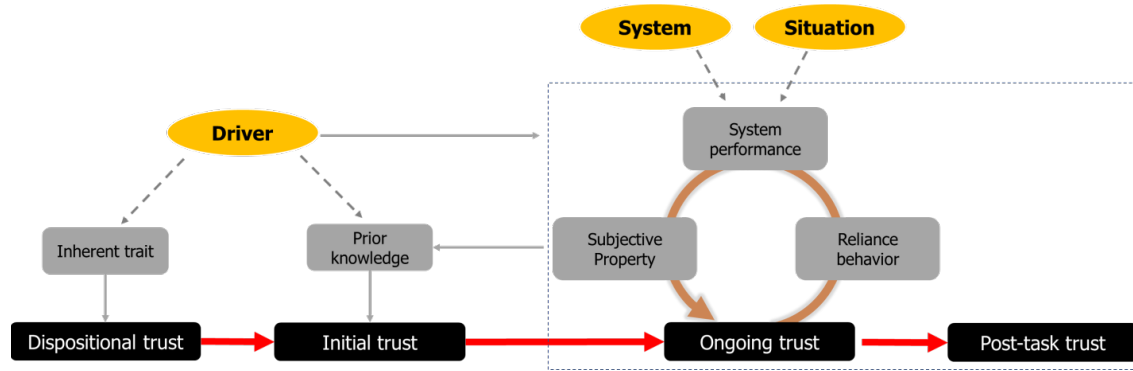 System
Situation
Driver
System
performance
Inherent trait
Prior
knowledge
Subjective
Property
Reliance
behavior
Dispositional trust
Initial trust
Ongoing trust
Post-task trust